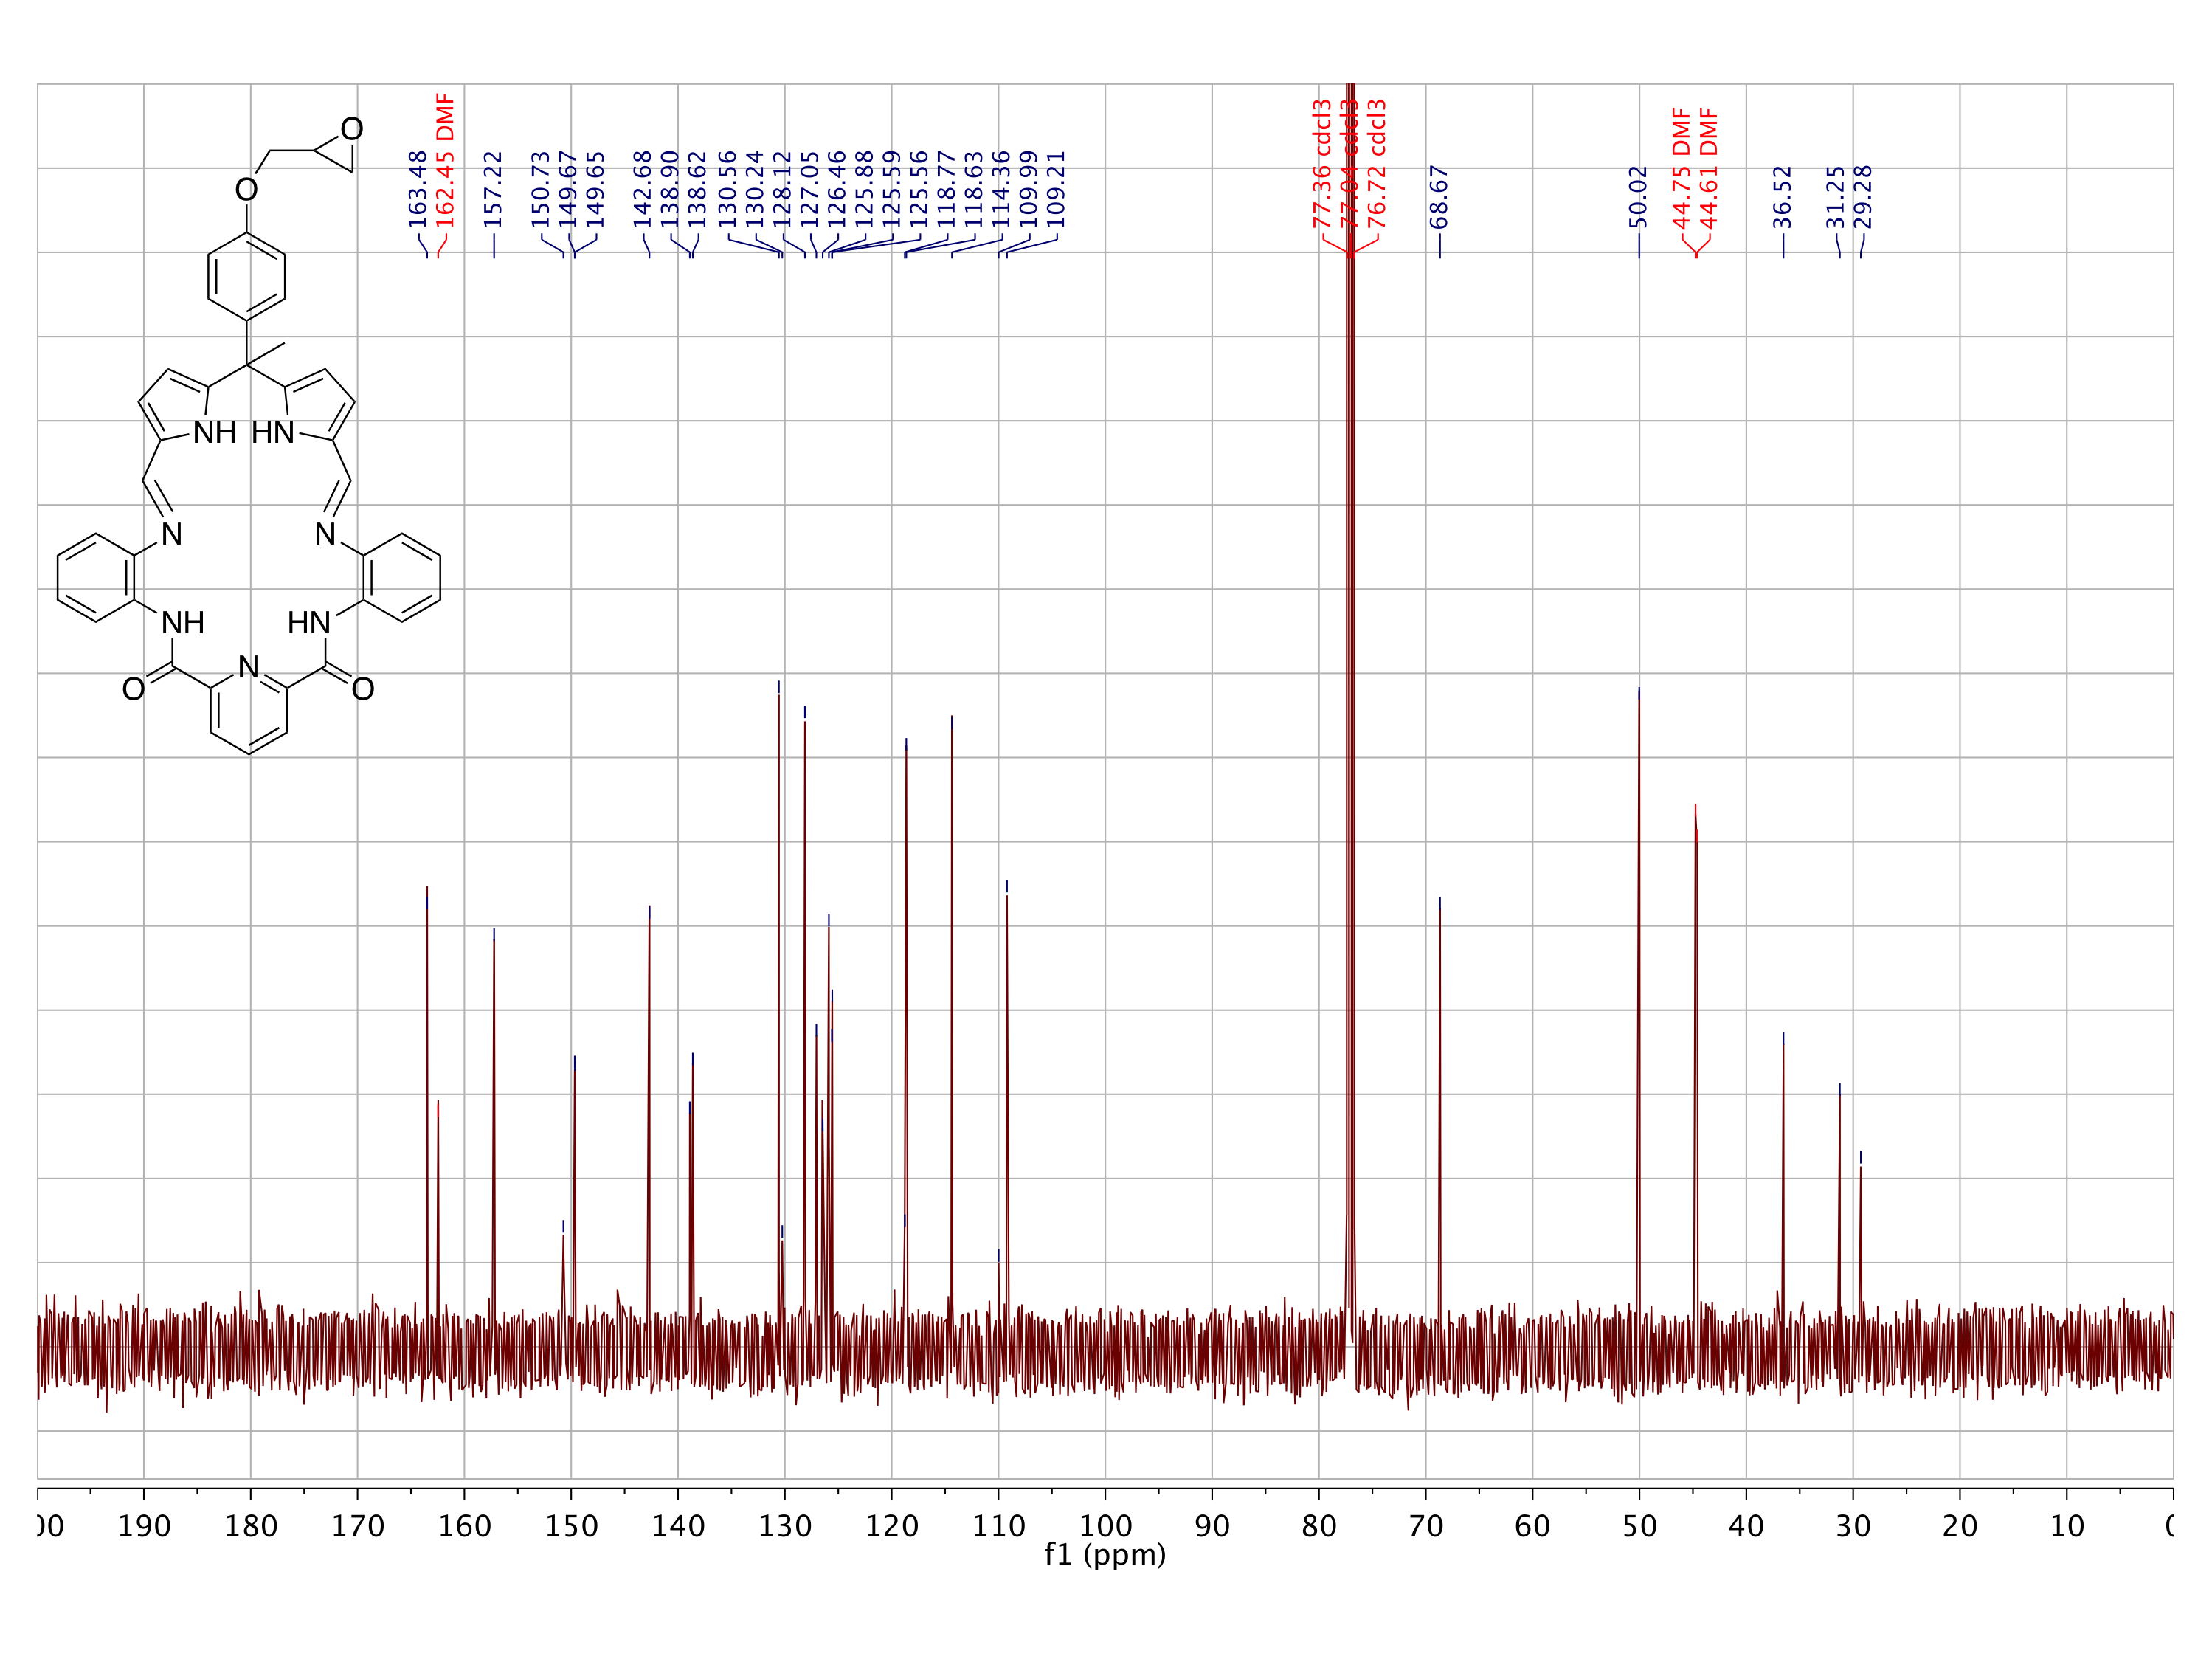 163.48
162.45 DMF
157.22
150.73
149.67
149.65
142.68
138.90
138.62
130.56
130.24
128.12
127.05
126.46
125.88
125.59
125.56
118.77
118.63
114.36
109.99
109.21
77.36 cdcl3
77.04 cdcl3
76.72 cdcl3
68.67
50.02
44.75 DMF
44.61 DMF
36.52
31.25
29.28
O
O
NH HN
N N
NH HN
O N O
00 190 180 170 160 150 140 130 120 110 100 90 80 70 60 50 40 30 20 10 0
f1 (ppm)